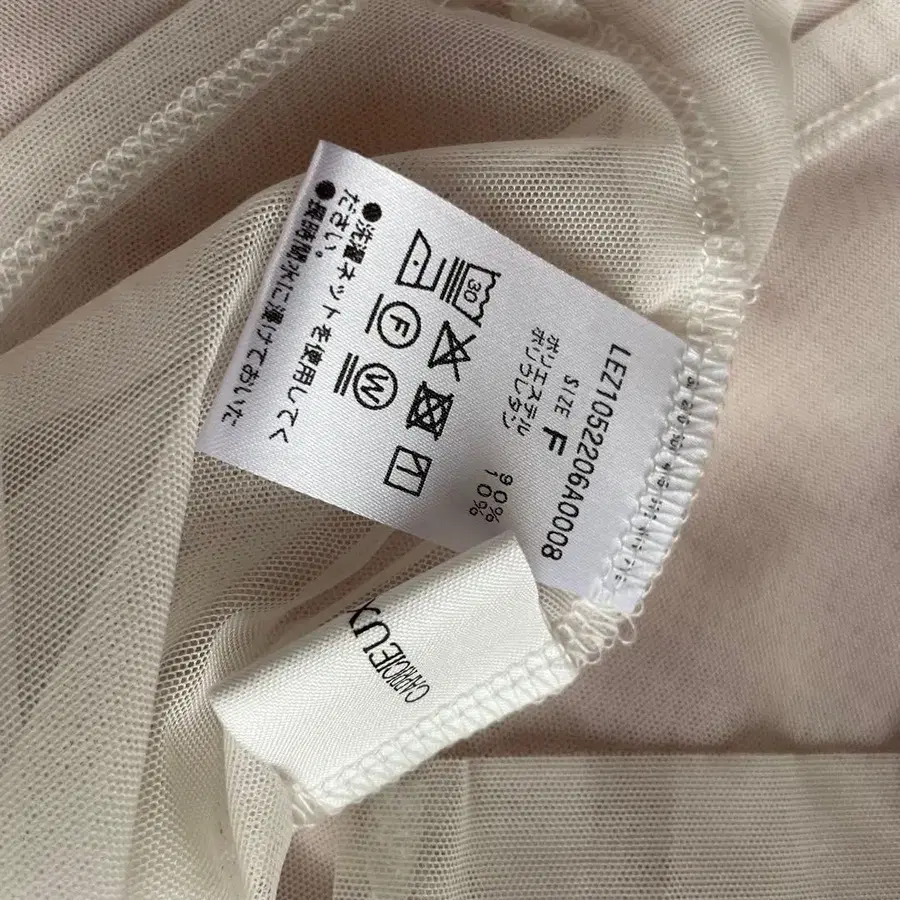 LEZ1052206A0008
SIZE F
ポリエステル 90%
ポリウレタン 10%
30
F W
●洗濯ネットを使用してく
ださい。
●長時間水に漬けておいた
CAPRICIEUX